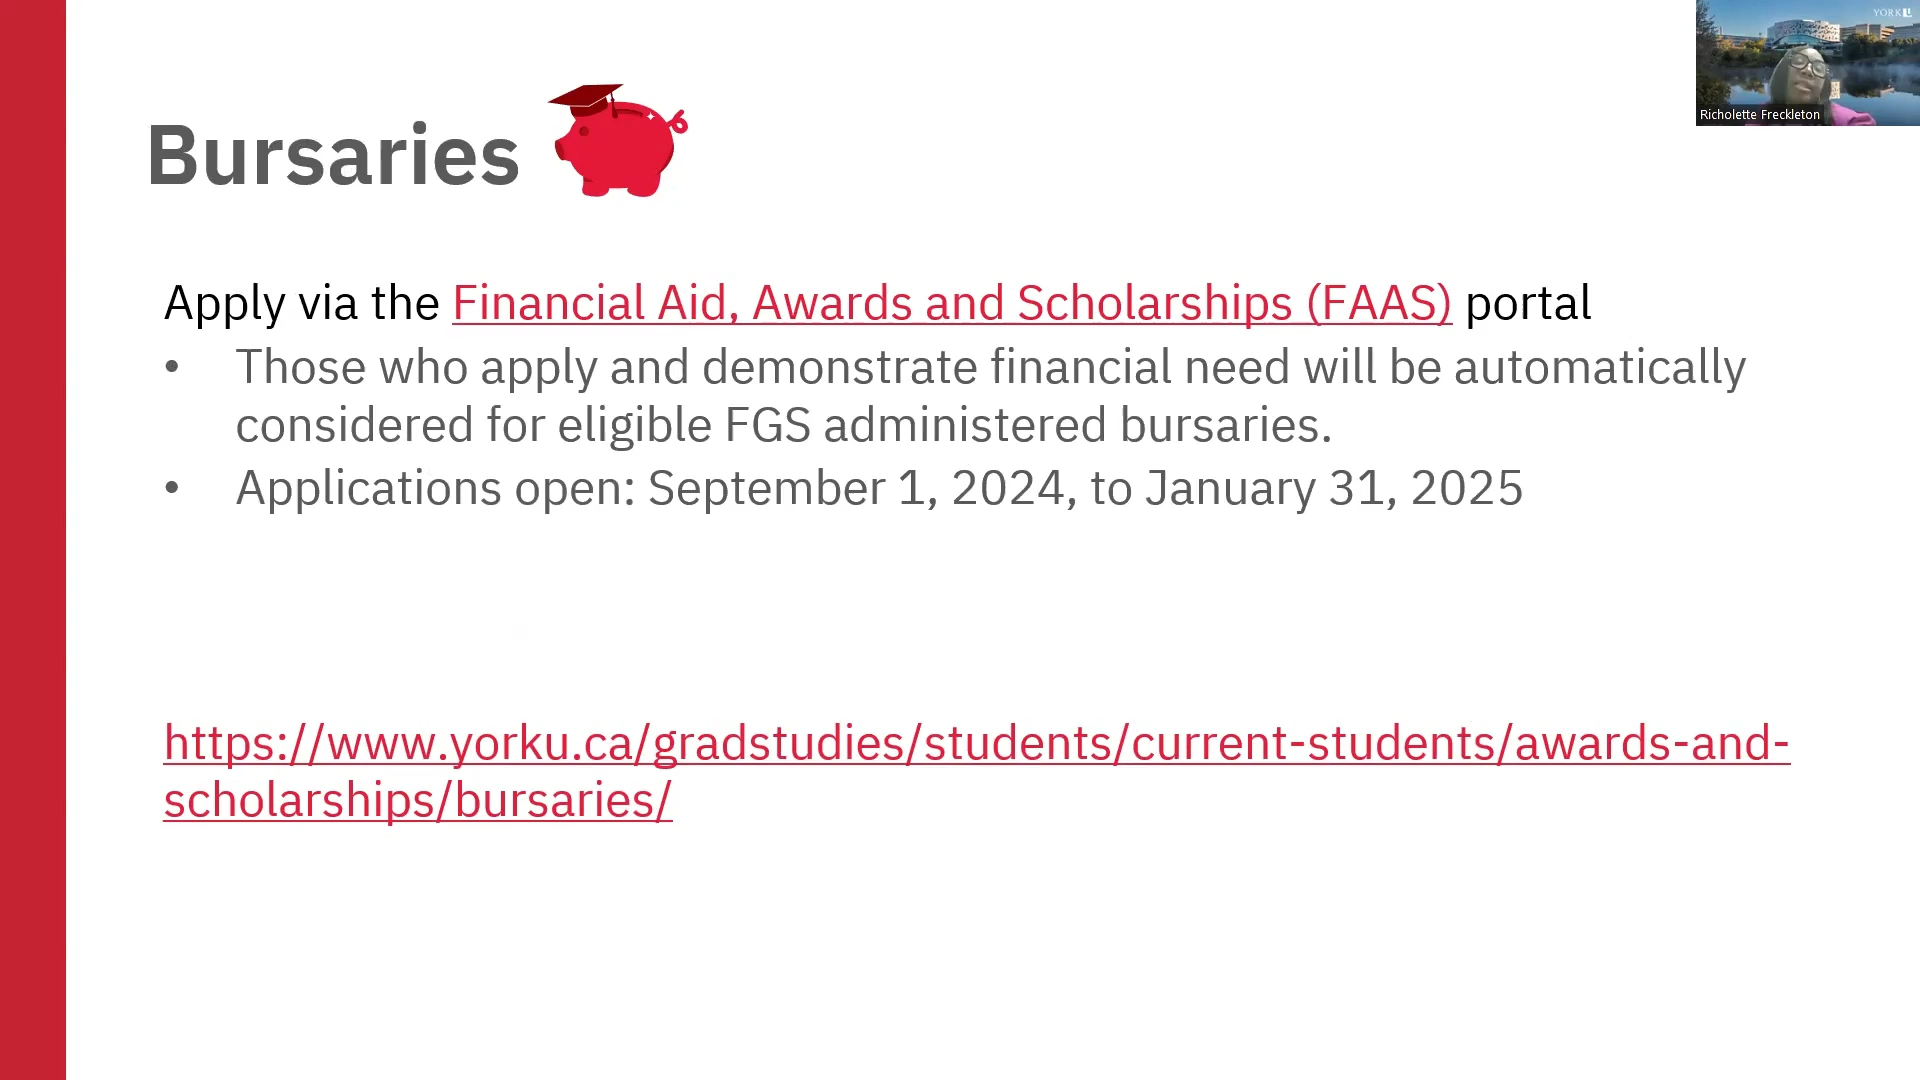 YORK U
Richolette Freckleton
Bursaries
Apply via the Financial Aid, Awards and Scholarships (FAAS) portal
• Those who apply and demonstrate financial need will be automatically
considered for eligible FGS administered bursaries.
• Applications open: September 1, 2024, to January 31, 2025
https://www.yorku.ca/gradstudies/students/current-students/awards-and-
scholarships/bursaries/